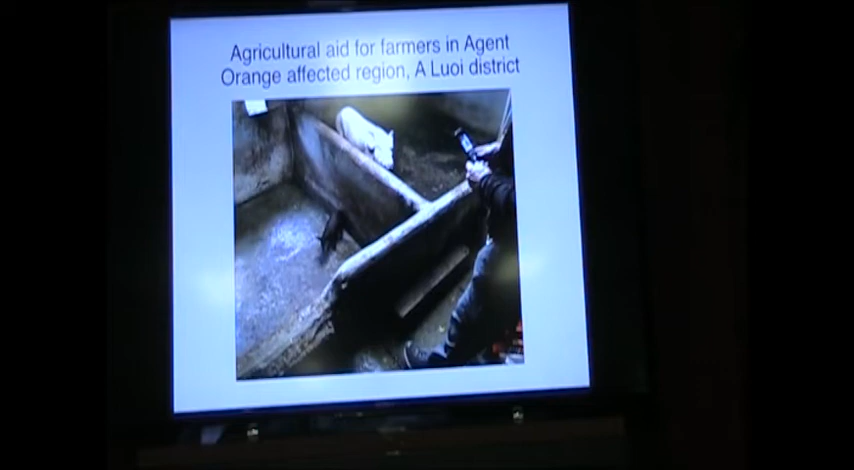 Agricultural aid for farmers in Agent
Orange affected region, A Luoi district